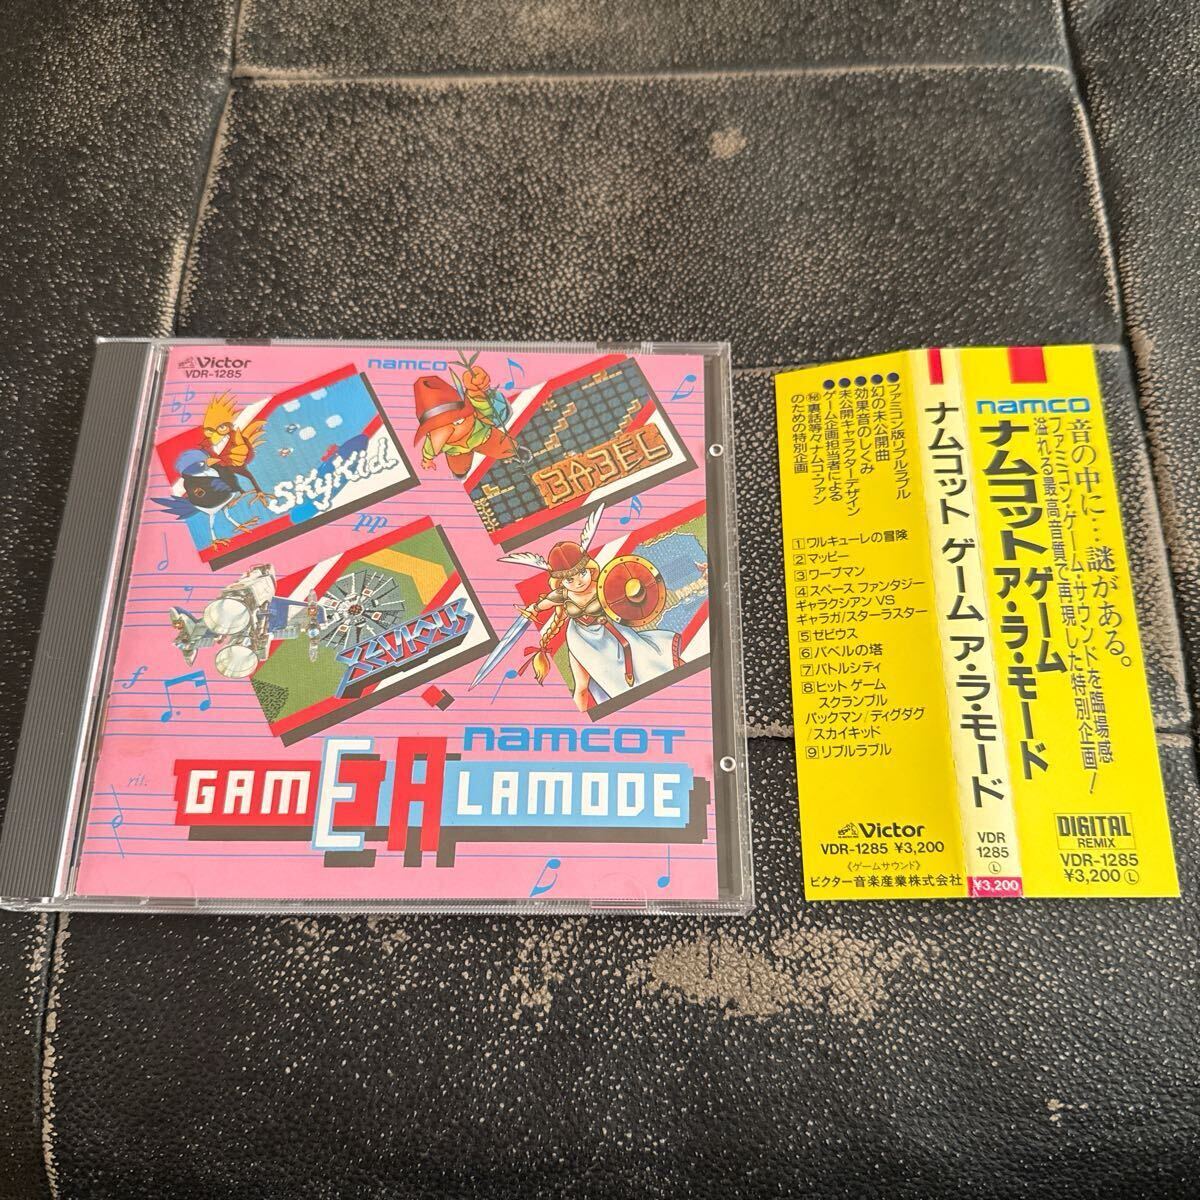 Victor
VDR-1285
namco
SKyKid
BABEL
pp
XEVIOUS
f
rit.
namcoT
GAME A LAMODE
●ファミコン版リブルラブル
●幻の未公開曲
●効果音のしくみ
●未公開キャラクターデザイン
●ゲーム企画担当者による
㊙裏話等々ナムコ・ファン
のための特別企画
1 ワルキューレの冒険
2 マッピー
3 ワープマン
4 スペース ファンタジー
ギャラクシアン VS
ギャラガ/スターラスター
5 ゼビウス
6 バベルの塔
7 バトルシティ
8 ヒット ゲーム
スクランブル
パックマン/ディグダグ
/スカイキッド
9 リブルラブル
Victor
VDR-1285 ¥3,200
《ゲームサウンド》
ビクター音楽産業株式会社
ナムコット ゲーム ア・ラ・モード
VDR
1285
Ⓛ
¥3,200
namco
ナムコット ゲーム
ア・ラ・モード
音の中に…謎がある。
ファミコン・ゲーム・サウンドを臨場感
溢れる最高音質で再現した特別企画!
DIGITAL
REMIX
VDR-1285
¥3,200 Ⓛ